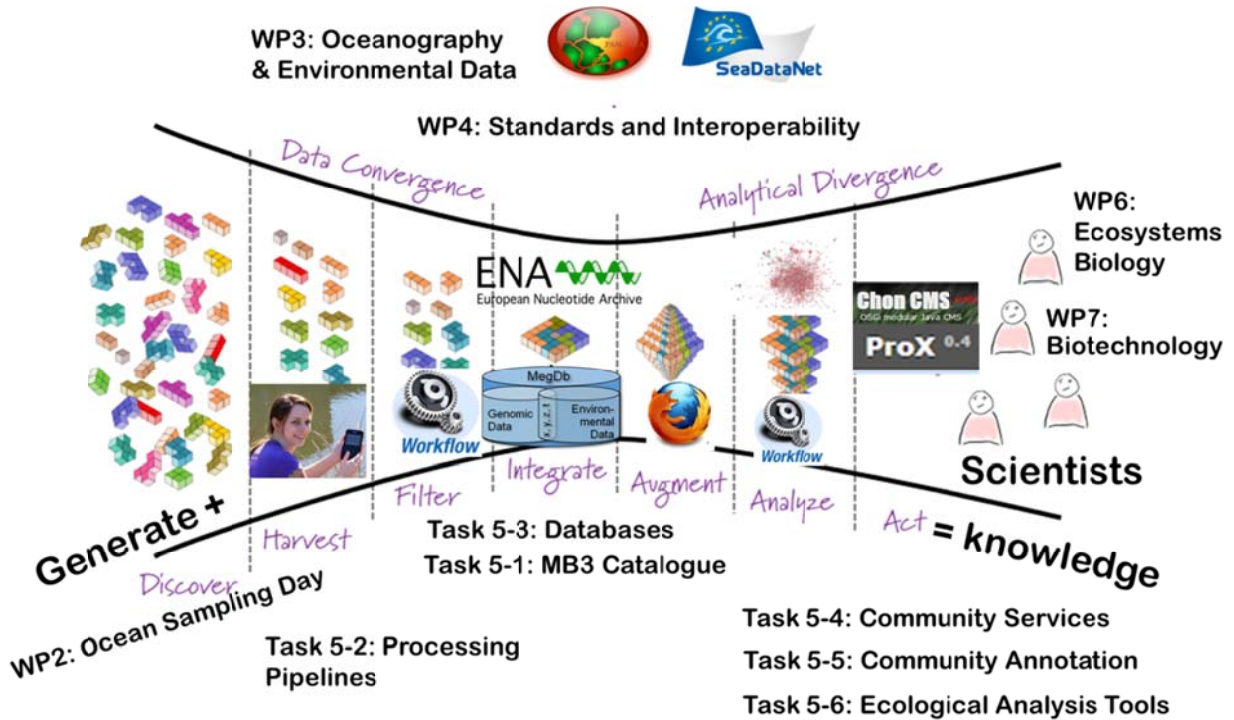 WP3: Oceanography
& Environmental Data
SeaDataNet
WP4: Standards and Interoperability
Data Convergence
Analytical Divergence
WP6:
Ecosystems
Biology
ENA
European Nucleotide Archive
Chon CMS
OSGi modular Java CMS
ProX 0.4
WP7:
Biotechnology
MegDb
Genomic
Data
x, y, z, t
Environ-
mental
Data
Workflow
Workflow
Scientists
Generate +
Discover
Harvest
Filter
Integrate
Augment
Analyze
Act
= knowledge
WP2: Ocean Sampling Day
Task 5-3: Databases
Task 5-1: MB3 Catalogue
Task 5-2: Processing
Pipelines
Task 5-4: Community Services
Task 5-5: Community Annotation
Task 5-6: Ecological Analysis Tools